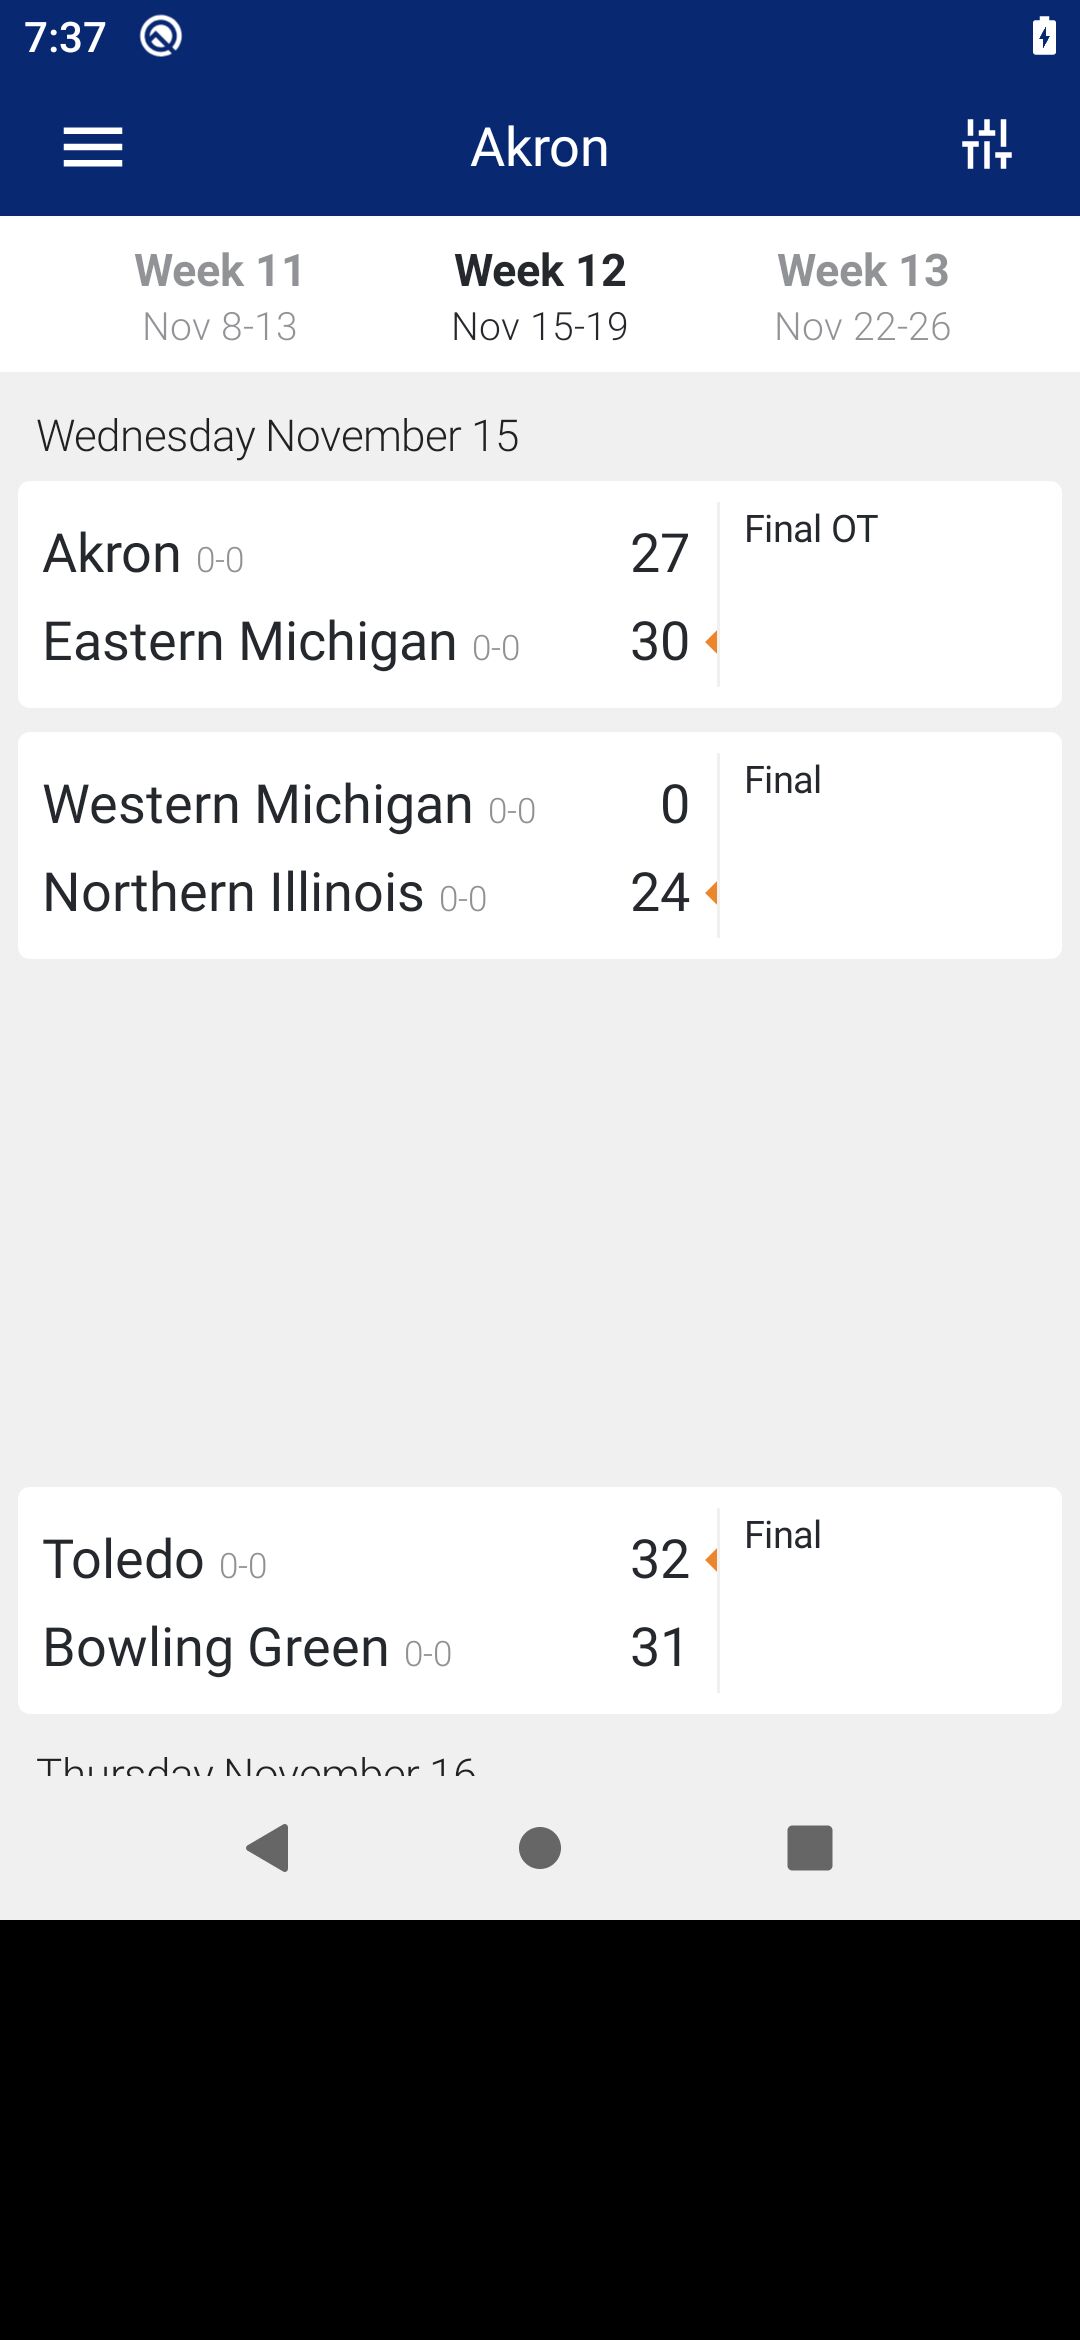 7:37
Akron
Week 11
Nov 8-13
Week 12
Nov 15-19
Week 13
Nov 22-26
Wednesday November 15
Akron 0-0 27 Final OT
Eastern Michigan 0-0 30
Western Michigan 0-0 0 Final
Northern Illinois 0-0 24
Toledo 0-0 32 Final
Bowling Green 0-0 31
Thursday November 16